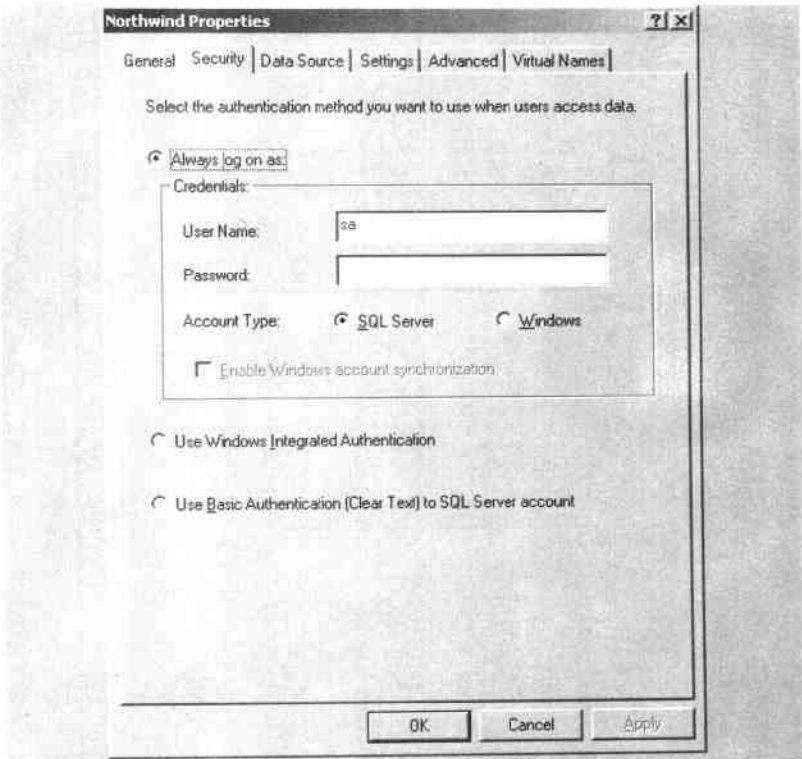 Northwind Properties
General Security Data Source Settings Advanced Virtual Names
Select the authentication method you want to use when users access data.
Always log on as:
Credentials:
User Name: sa
Password:
Account Type: SQL Server Windows
Enable Windows account synchronization
Use Windows Integrated Authentication
Use Basic Authentication (Clear Text) to SQL Server account
OK Cancel Apply